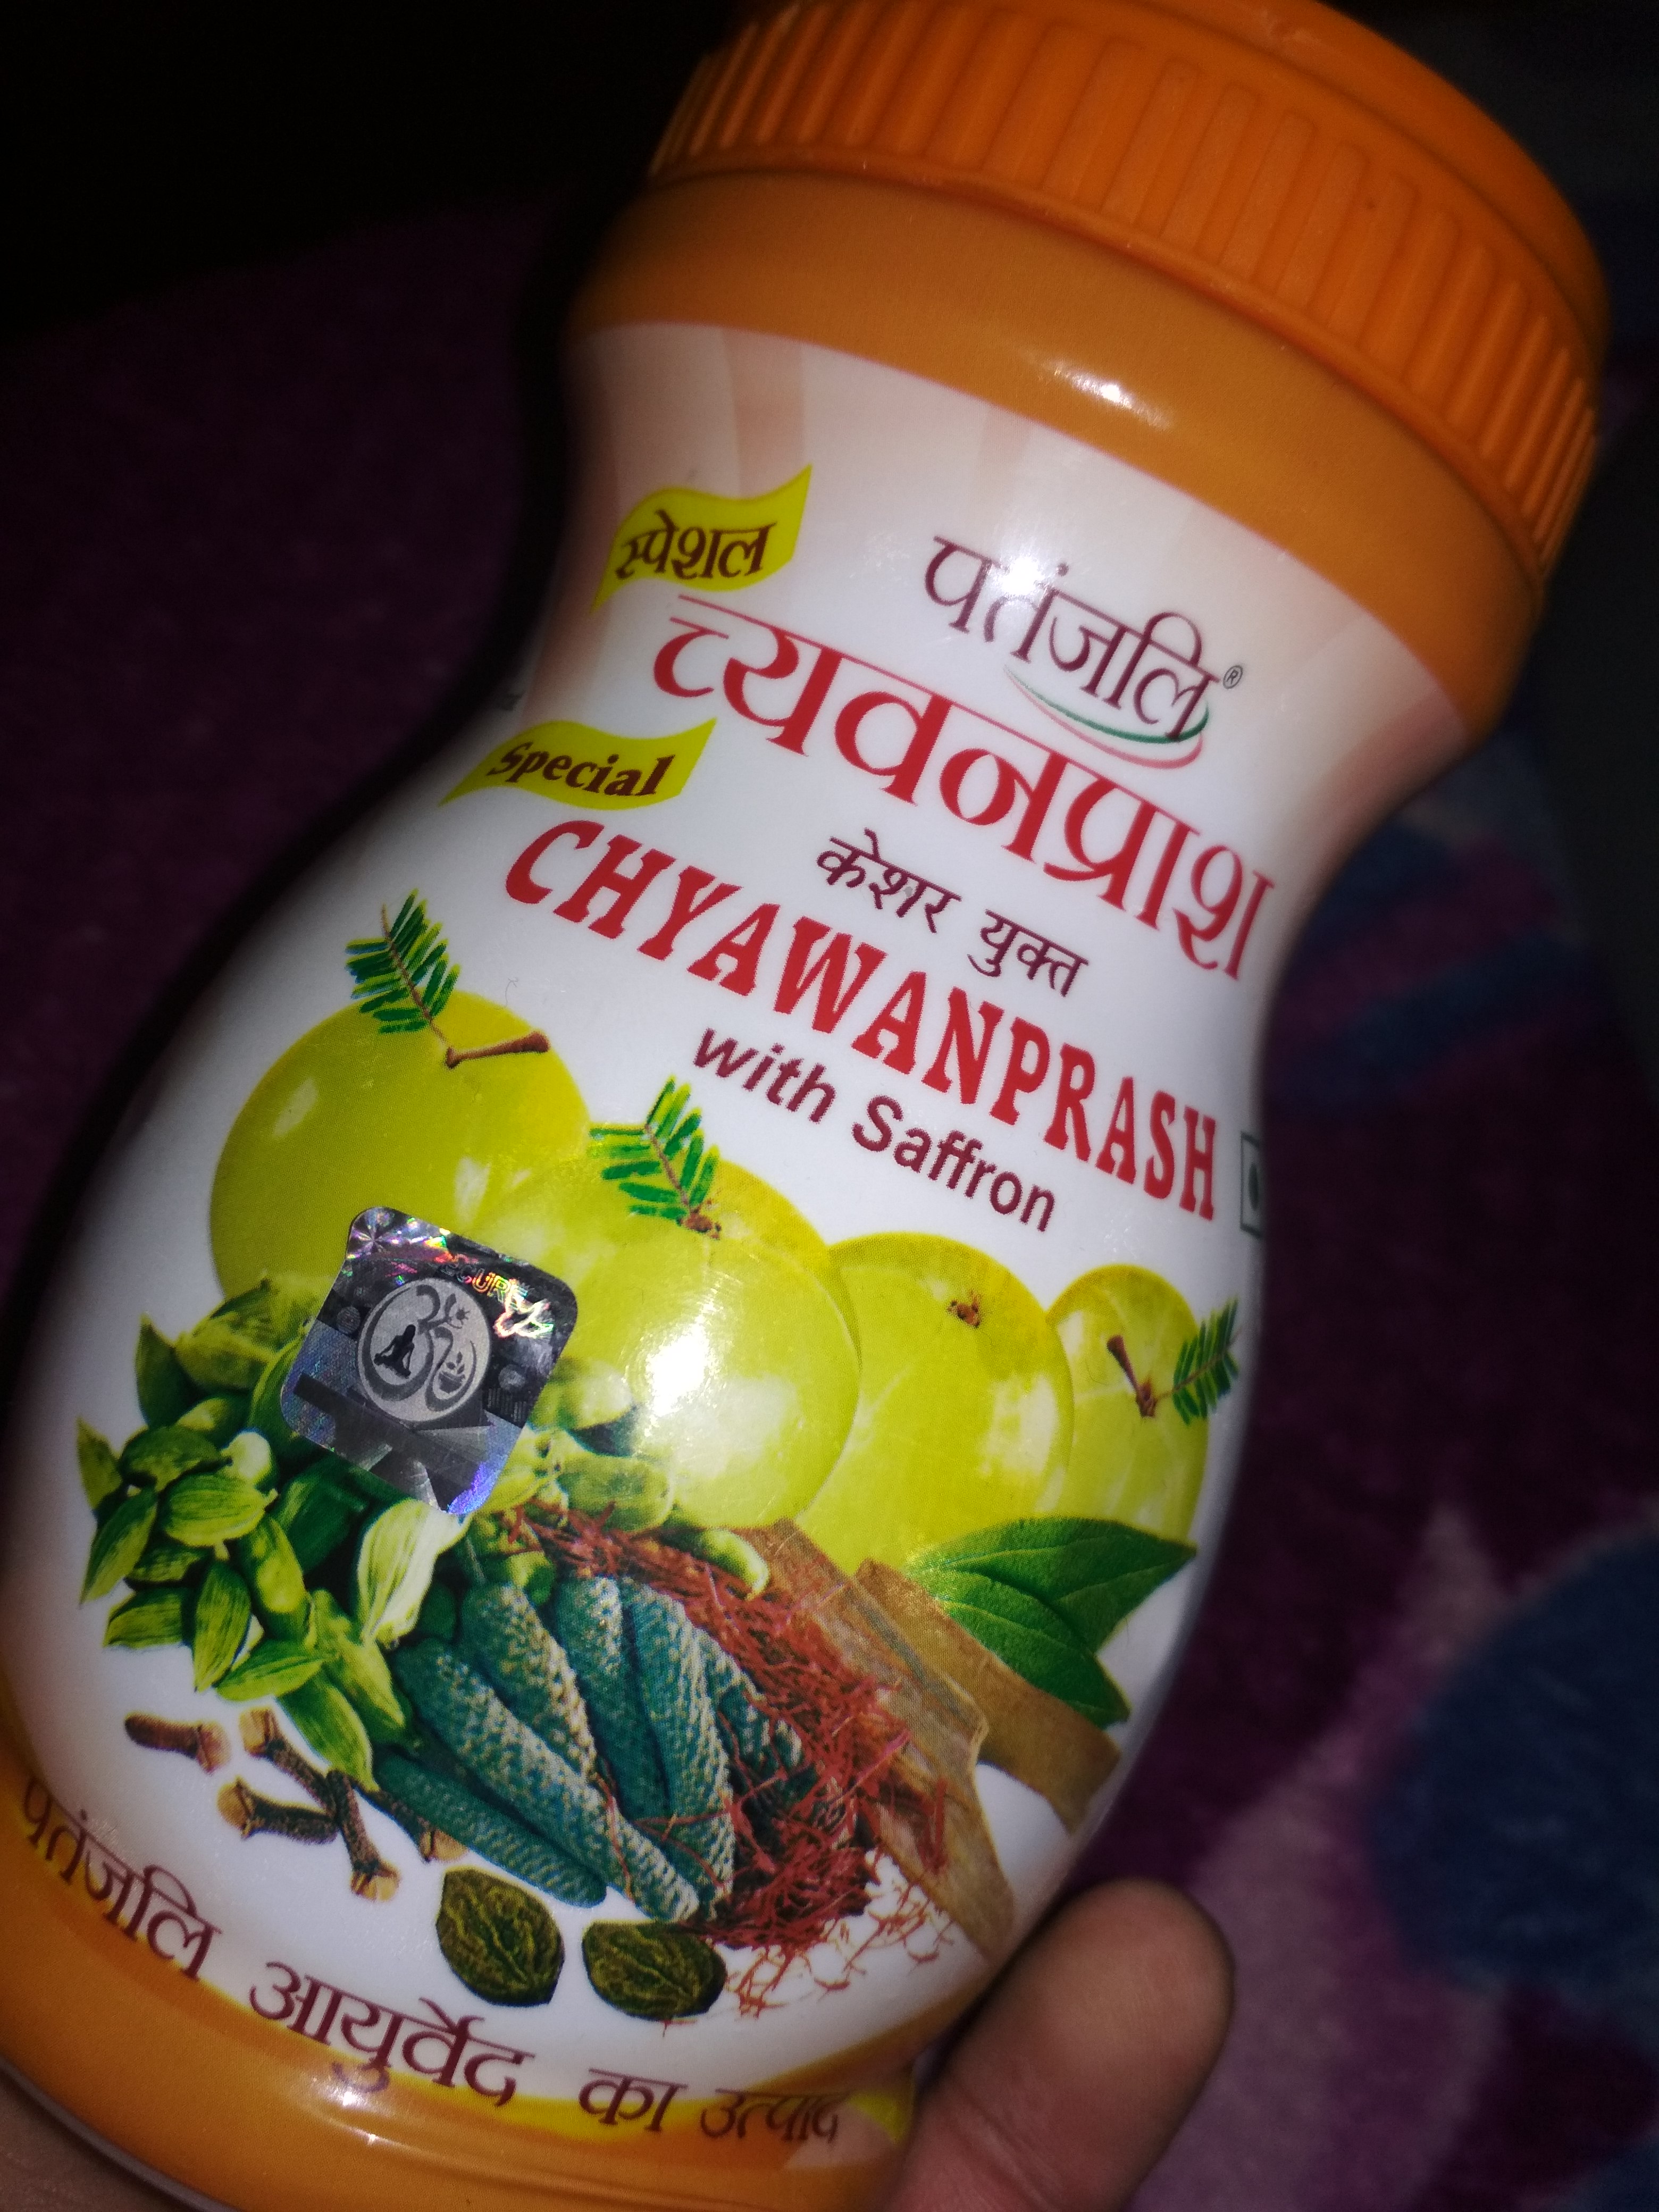 स्पेशल
पतंजलि®
च्यवनप्राश
केशर युक्त
Special
CHYAWANPRASH
with Saffron
पतंजलि आयुर्वेद का उत्पाद